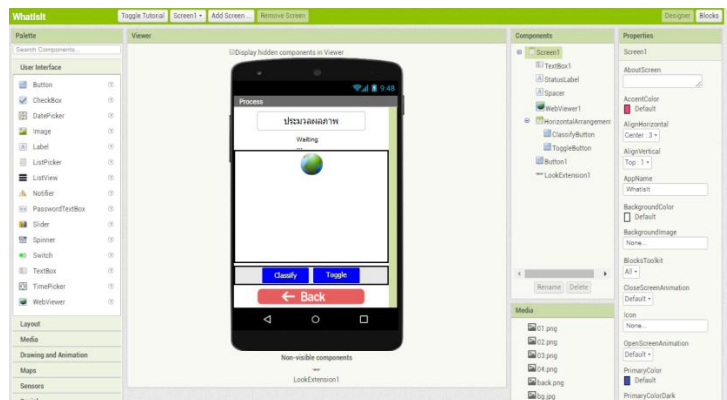 WhatIsIt
Toggle Tutorial Screen1 Add Screen ... Remove Screen Designer Blocks
Palette
Search Components...
User Interface
Button
CheckBox
DatePicker
Image
Label
ListPicker
ListView
Notifier
PasswordTextBox
Slider
Spinner
Switch
TextBox
TimePicker
WebViewer
Layout
Media
Drawing and Animation
Maps
Sensors
Viewer
Display hidden components in Viewer
9:48
Process
ประมวลผลภาพ
Waiting
...
Classify Toggle
Back
Non-visible components
LookExtension1
Components
Screen1
TextBox1
StatusLabel
Spacer
WebViewer1
HorizontalArrangemen
ClassifyButton
ToggleButton
Button1
LookExtension1
Rename Delete
Media
01.png
02.png
03.png
04.png
back.png
bg.jpg
Properties
Screen1
AboutScreen
AccentColor
Default
AlignHorizontal
Center : 3
AlignVertical
Top : 1
AppName
WhatIsIt
BackgroundColor
Default
BackgroundImage
None...
BlocksToolkit
All
CloseScreenAnimation
Default
Icon
None...
OpenScreenAnimation
Default
PrimaryColor
Default
PrimaryColorDark